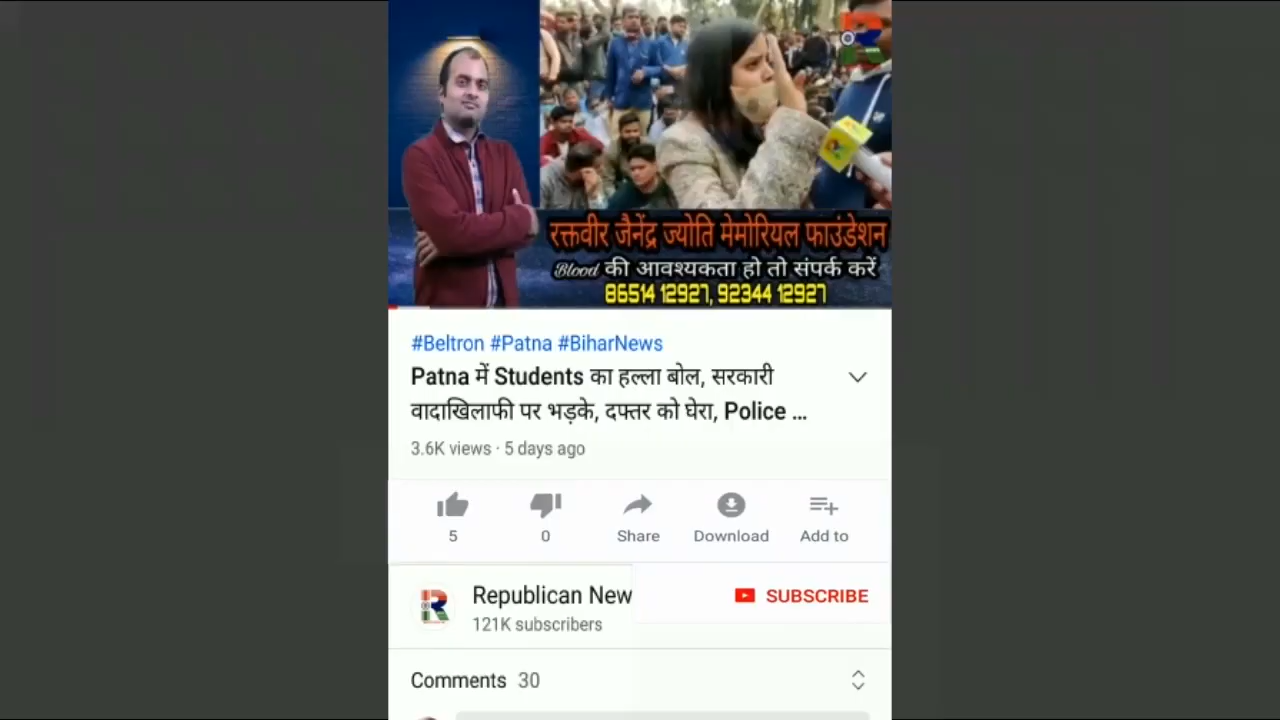 रक्तवीर जैनेंद्र ज्योति मेमोरियल फाउंडेशन
Blood की आवश्यकता हो तो संपर्क करें
86514 12927, 92344 12927
#Beltron #Patna #BiharNews
Patna में Students का हल्ला बोल, सरकारी
वादाखिलाफी पर भड़के, दफ्तर को घेरा, Police ...
3.6K views · 5 days ago
5
0
Share
Download
Add to
Republican New
SUBSCRIBE
121K subscribers
Comments 30